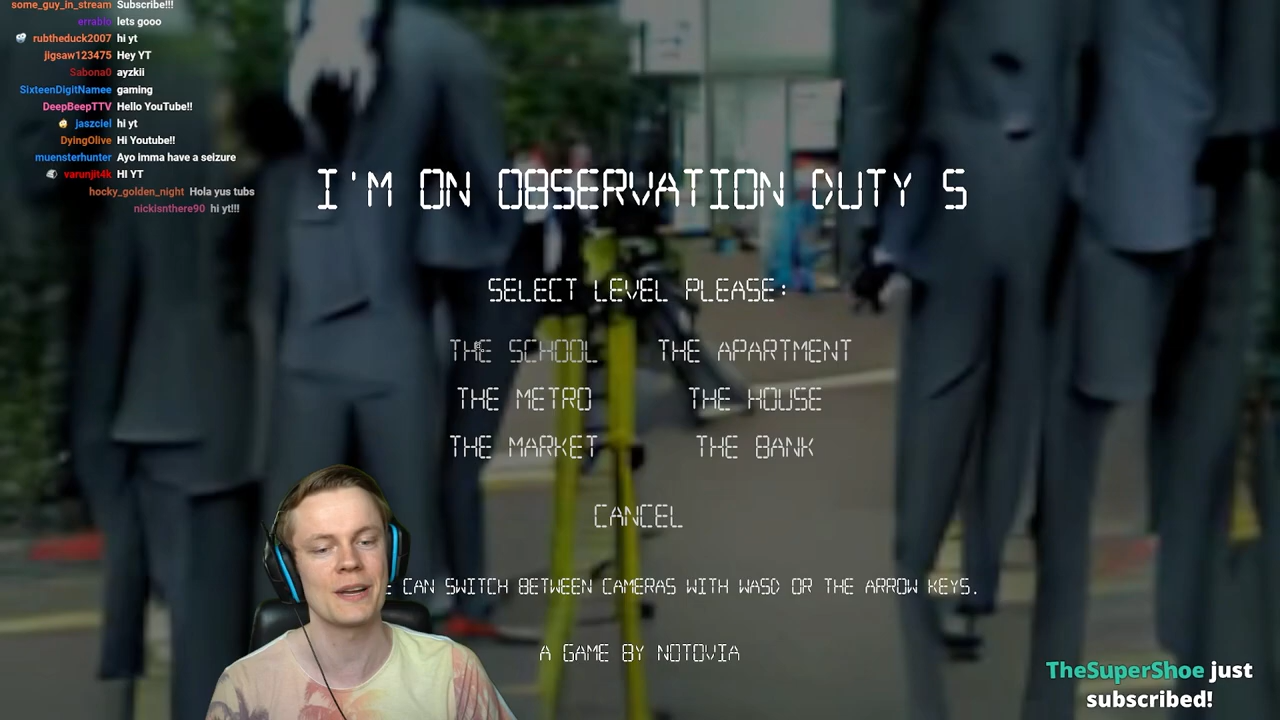 some_guy_in_stream Subscribe!!!
errablo lets gooo
rubtheduck2007 hi yt
jigsaw123475 Hey YT
Sabona0 ayzkii
SixteenDigitNamee gaming
DeepBeepTTV Hello YouTube!!
jaszciel hi yt
DyingOlive Hi Youtube!!
muensterhunter Ayo imma have a seizure
varunjit4k HI YT
hocky_golden_night Hola yus tubs
nickisnthere90 hi yt!!!
I'M ON OBSERVATION DUTY 5
SELECT LEVEL PLEASE:
THE SCHOOL THE APARTMENT
THE METRO THE HOUSE
THE MARKET THE BANK
CANCEL
CAN SWITCH BETWEEN CAMERAS WITH WASD OR THE ARROW KEYS.
A GAME BY NOTOVIA
TheSuperShoe just
subscribed!